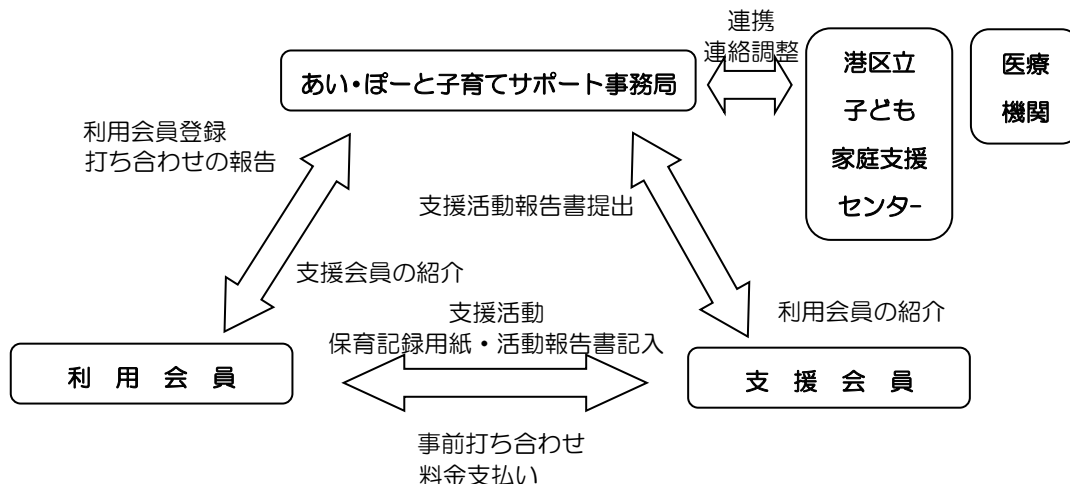 連携
連絡調整
あい・ぽーと子育てサポート事務局
港区立
子ども
家庭支援
センター
医療
機関
利用会員登録
打ち合わせの報告
支援活動報告書提出
支援会員の紹介
利用会員の紹介
支援活動
保育記録用紙・活動報告書記入
利 用 会 員
支 援 会 員
事前打ち合わせ
料金支払い